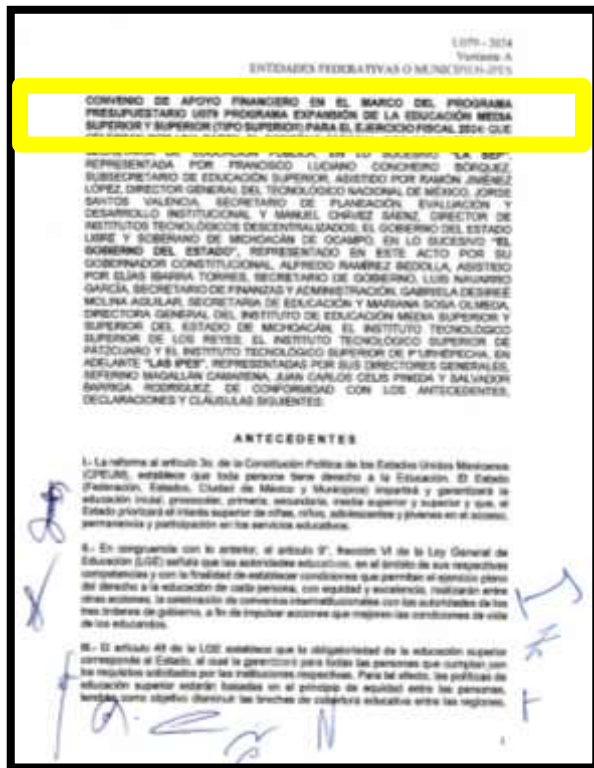 U079 - 2024
Variante A
ENTIDADES FEDERATIVAS O MUNICIPIOS-IPES
CONVENIO DE APOYO FINANCIERO EN EL MARCO DEL PROGRAMA
PRESUPUESTARIO U079 PROGRAMA EXPANSIÓN DE LA EDUCACIÓN MEDIA
SUPERIOR Y SUPERIOR (TIPO SUPERIOR) PARA EL EJERCICIO FISCAL 2024: QUE
REPRESENTADA POR FRANCISCO LUCIANO CONCHEIRO BÓRQUEZ,
SUBSECRETARIO DE EDUCACIÓN SUPERIOR, ASISTIDO POR RAMÓN JIMÉNEZ
LÓPEZ, DIRECTOR GENERAL DEL TECNOLÓGICO NACIONAL DE MÉXICO, JORGE
SANTOS VALENCIA, SECRETARIO DE PLANEACIÓN, EVALUACIÓN Y
DESARROLLO INSTITUCIONAL Y MANUEL CHÁVEZ SÁENZ, DIRECTOR DE
INSTITUTOS TECNOLÓGICOS DESCENTRALIZADOS; EL GOBIERNO DEL ESTADO
LIBRE Y SOBERANO DE MICHOACÁN DE OCAMPO, EN LO SUCESIVO "EL
GOBIERNO DEL ESTADO", REPRESENTADO EN ESTE ACTO POR SU
GOBERNADOR CONSTITUCIONAL, ALFREDO RAMÍREZ BEDOLLA, ASISTIDO
POR ELÍAS IBARRA TORRES, SECRETARIO DE GOBIERNO, LUIS NAVARRO
GARCÍA, SECRETARIO DE FINANZAS Y ADMINISTRACIÓN, GABRIELA DESIREÉ
MOLINA AGUILAR, SECRETARIA DE EDUCACIÓN Y MARIANA SOSA OLMEDA,
DIRECTORA GENERAL DEL INSTITUTO DE EDUCACIÓN MEDIA SUPERIOR Y
SUPERIOR DEL ESTADO DE MICHOACÁN, EL INSTITUTO TECNOLÓGICO
SUPERIOR DE LOS REYES, EL INSTITUTO TECNOLÓGICO SUPERIOR DE
PÁTZCUARO Y EL INSTITUTO TECNOLÓGICO SUPERIOR DE P'URHÉPECHA, EN
ADELANTE "LAS IPES", REPRESENTADAS POR SUS DIRECTORES GENERALES,
SEFERINO MAGALLÁN CAMARENA, JUAN CARLOS CELIS PINEDA Y SALVADOR
BARRIGA RODRÍGUEZ, DE CONFORMIDAD CON LOS ANTECEDENTES,
DECLARACIONES Y CLÁUSULAS SIGUIENTES:
ANTECEDENTES
I.- La reforma al artículo 3o. de la Constitución Política de los Estados Unidos Mexicanos
(CPEUM), establece que toda persona tiene derecho a la Educación. El Estado
(Federación, Estados, Ciudad de México y Municipios) impartirá y garantizará la
educación inicial, preescolar, primaria, secundaria, media superior y superior y que, el
Estado priorizará el interés superior de niñas, niños, adolescentes y jóvenes en el acceso,
permanencia y participación en los servicios educativos.
II.- En congruencia con lo anterior, el artículo 9°, fracción VI de la Ley General de
Educación (LGE) señala que las autoridades educativas, en el ámbito de sus respectivas
competencias y con la finalidad de establecer condiciones que permitan el ejercicio pleno
del derecho a la educación de cada persona, con equidad y excelencia, realizarán entre
otras acciones, la celebración de convenios interinstitucionales con las autoridades de los
tres órdenes de gobierno, a fin de impulsar acciones que mejoren las condiciones de vida
de los educandos.
III.- El artículo 48 de la LGE establece que la obligatoriedad de la educación superior
corresponde al Estado, el cual la garantizará para todas las personas que cumplan con
los requisitos solicitados por las instituciones respectivas. Para tal efecto, las políticas de
educación superior estarán basadas en el principio de equidad entre las personas,
tendrán como objetivo disminuir las brechas de cobertura educativa entre las regiones,